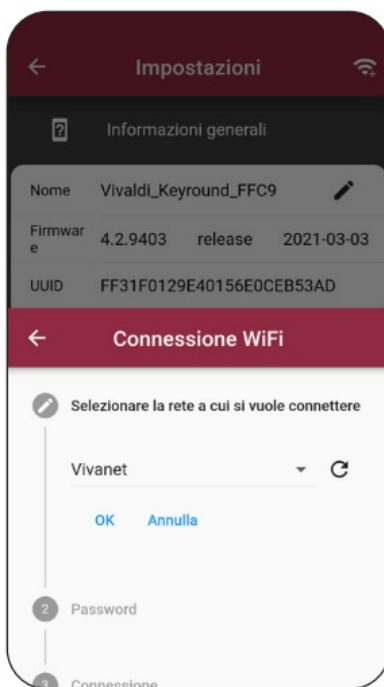 Impostazioni
Informazioni generali
Nome Vivaldi_Keyround_FFC9
Firmwar
e 4.2.9403 release 2021-03-03
UUID FF31F0129E40156E0CEB53AD
Connessione WiFi
Selezionare la rete a cui si vuole connettere
Vivanet
OK Annulla
2 Password
3 Connessione